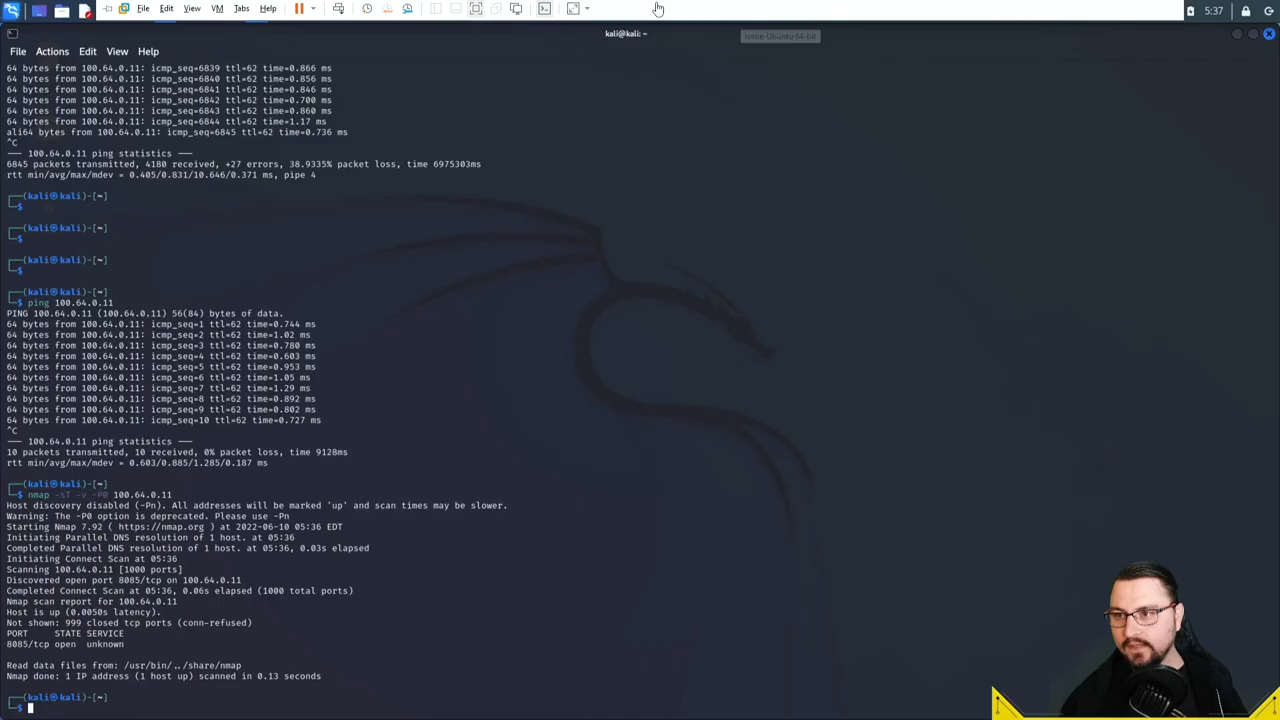 File Edit View VM Tabs Help
5:37
kali@kali: ~
rome-Ubuntu 64-bit
File Actions Edit View Help
64 bytes from 100.64.0.11: icmp_seq=6839 ttl=62 time=0.866 ms
64 bytes from 100.64.0.11: icmp_seq=6840 ttl=62 time=0.856 ms
64 bytes from 100.64.0.11: icmp_seq=6841 ttl=62 time=0.846 ms
64 bytes from 100.64.0.11: icmp_seq=6842 ttl=62 time=0.700 ms
64 bytes from 100.64.0.11: icmp_seq=6843 ttl=62 time=0.860 ms
64 bytes from 100.64.0.11: icmp_seq=6844 ttl=62 time=1.17 ms
ali64 bytes from 100.64.0.11: icmp_seq=6845 ttl=62 time=0.736 ms
^C
— 100.64.0.11 ping statistics —
6845 packets transmitted, 4180 received, +27 errors, 38.9335% packet loss, time 6975303ms
rtt min/avg/max/mdev = 0.405/0.831/10.646/0.371 ms, pipe 4
┌──(kali㉿kali)-[~]
└─$
┌──(kali㉿kali)-[~]
└─$
┌──(kali㉿kali)-[~]
└─$
┌──(kali㉿kali)-[~]
└─$ ping 100.64.0.11
PING 100.64.0.11 (100.64.0.11) 56(84) bytes of data.
64 bytes from 100.64.0.11: icmp_seq=1 ttl=62 time=0.744 ms
64 bytes from 100.64.0.11: icmp_seq=2 ttl=62 time=1.02 ms
64 bytes from 100.64.0.11: icmp_seq=3 ttl=62 time=0.780 ms
64 bytes from 100.64.0.11: icmp_seq=4 ttl=62 time=0.603 ms
64 bytes from 100.64.0.11: icmp_seq=5 ttl=62 time=0.953 ms
64 bytes from 100.64.0.11: icmp_seq=6 ttl=62 time=1.05 ms
64 bytes from 100.64.0.11: icmp_seq=7 ttl=62 time=1.29 ms
64 bytes from 100.64.0.11: icmp_seq=8 ttl=62 time=0.892 ms
64 bytes from 100.64.0.11: icmp_seq=9 ttl=62 time=0.802 ms
64 bytes from 100.64.0.11: icmp_seq=10 ttl=62 time=0.727 ms
^C
— 100.64.0.11 ping statistics —
10 packets transmitted, 10 received, 0% packet loss, time 9128ms
rtt min/avg/max/mdev = 0.603/0.885/1.285/0.187 ms
┌──(kali㉿kali)-[~]
└─$ nmap -sT -v -P0 100.64.0.11
Host discovery disabled (-Pn). All addresses will be marked 'up' and scan times may be slower.
Warning: The -P0 option is deprecated. Please use -Pn
Starting Nmap 7.92 ( https://nmap.org ) at 2022-06-10 05:36 EDT
Initiating Parallel DNS resolution of 1 host. at 05:36
Completed Parallel DNS resolution of 1 host. at 05:36, 0.03s elapsed
Initiating Connect Scan at 05:36
Scanning 100.64.0.11 [1000 ports]
Discovered open port 8085/tcp on 100.64.0.11
Completed Connect Scan at 05:36, 0.06s elapsed (1000 total ports)
Nmap scan report for 100.64.0.11
Host is up (0.0050s latency).
Not shown: 999 closed tcp ports (conn-refused)
PORT STATE SERVICE
8085/tcp open unknown
Read data files from: /usr/bin/../share/nmap
Nmap done: 1 IP address (1 host up) scanned in 0.13 seconds
┌──(kali㉿kali)-[~]
└─$